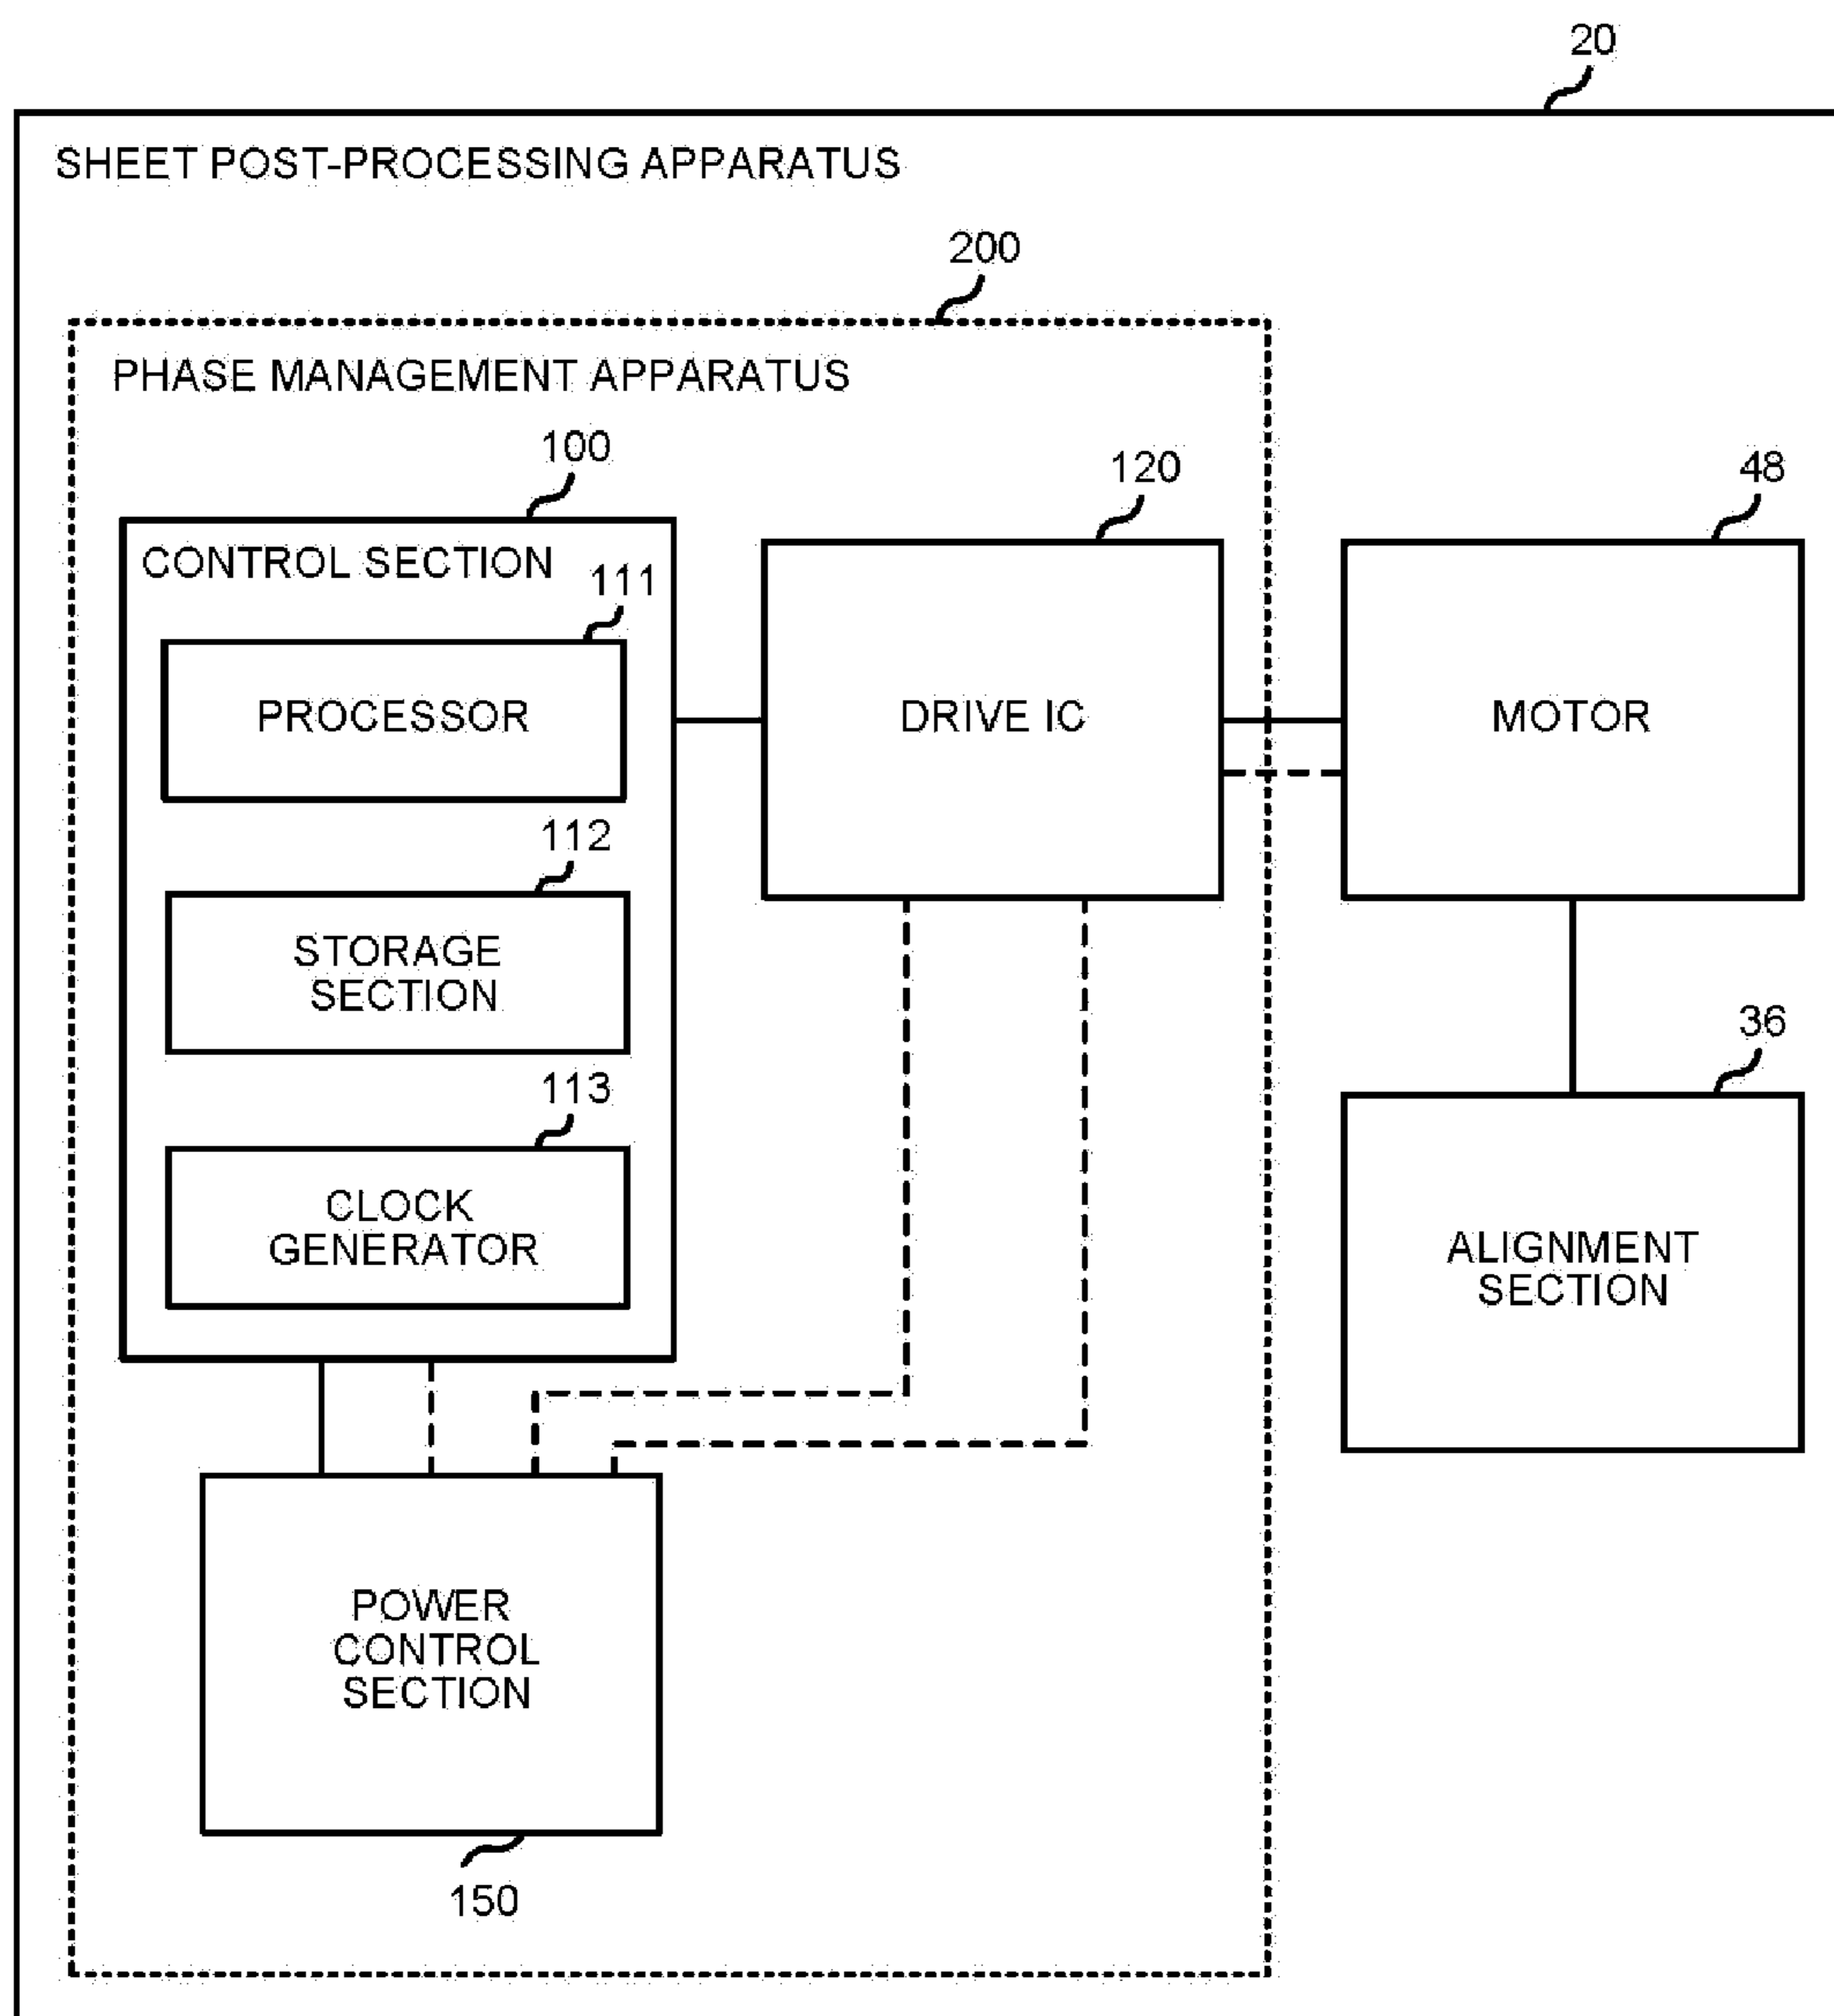 20
SHEET POST-PROCESSING APPARATUS
200
PHASE MANAGEMENT APPARATUS
100
120
48
CONTROL SECTION
111
PROCESSOR
DRIVE IC
MOTOR
112
STORAGE
SECTION
36
113
CLOCK
GENERATOR
ALIGNMENT
SECTION
POWER
CONTROL
SECTION
150